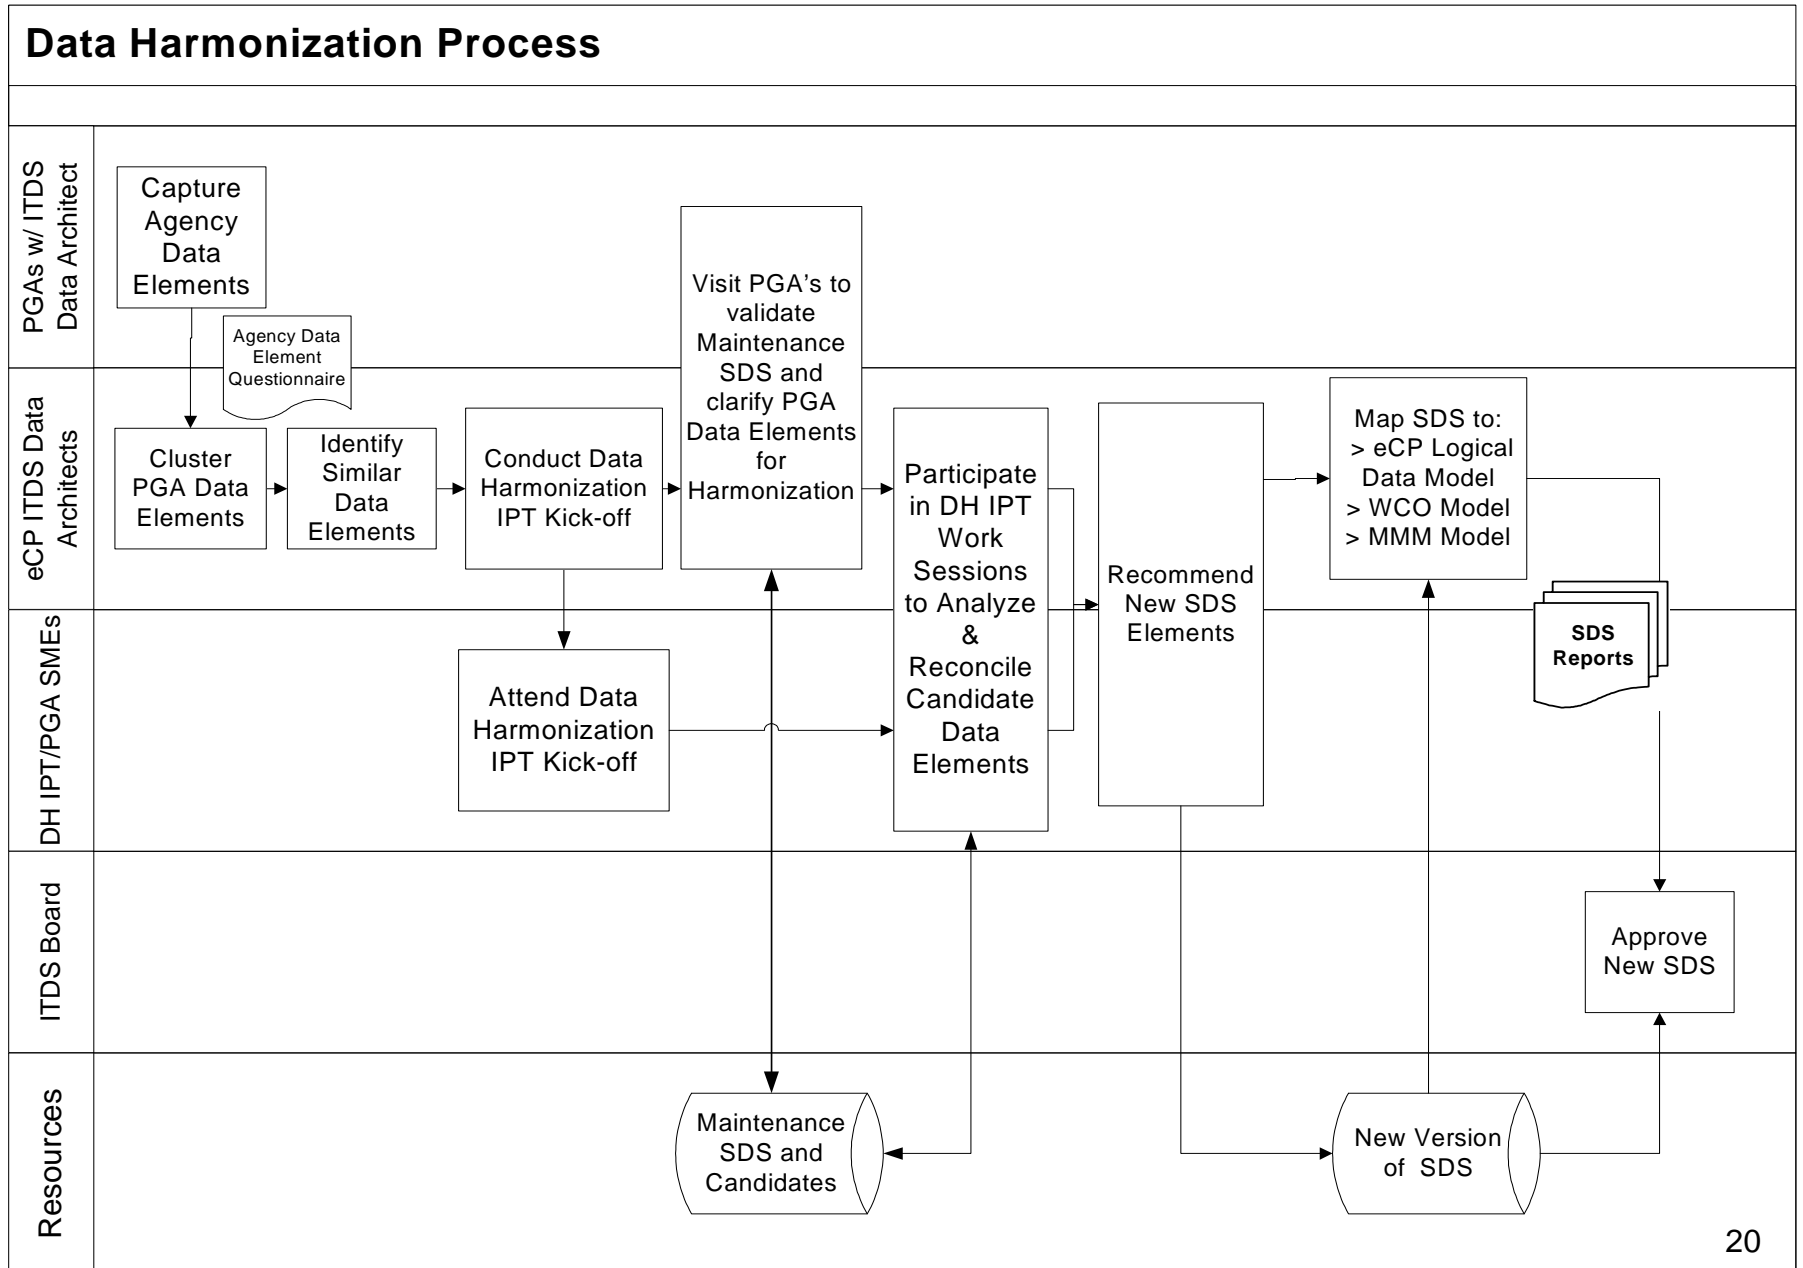 Data Harmonization Process
PGAs w/ ITDS
Data Architect
Capture
Agency
Data
Elements
Agency Data
Element
Questionnaire
Visit PGA’s to
validate
Maintenance
SDS and
clarify PGA
Data Elements
for
Harmonization
eCP ITDS Data
Architects
Cluster
PGA Data
Elements
Identify
Similar
Data
Elements
Conduct Data
Harmonization
IPT Kick-off
Participate
in DH IPT
Work
Sessions
to Analyze
&
Reconcile
Candidate
Data
Elements
Recommend
New SDS
Elements
Map SDS to:
> eCP Logical
Data Model
> WCO Model
> MMM Model
SDS
Reports
DH IPT/PGA SMEs
Attend Data
Harmonization
IPT Kick-off
ITDS Board
Approve
New SDS
Resources
Maintenance
SDS and
Candidates
New Version
of SDS
20